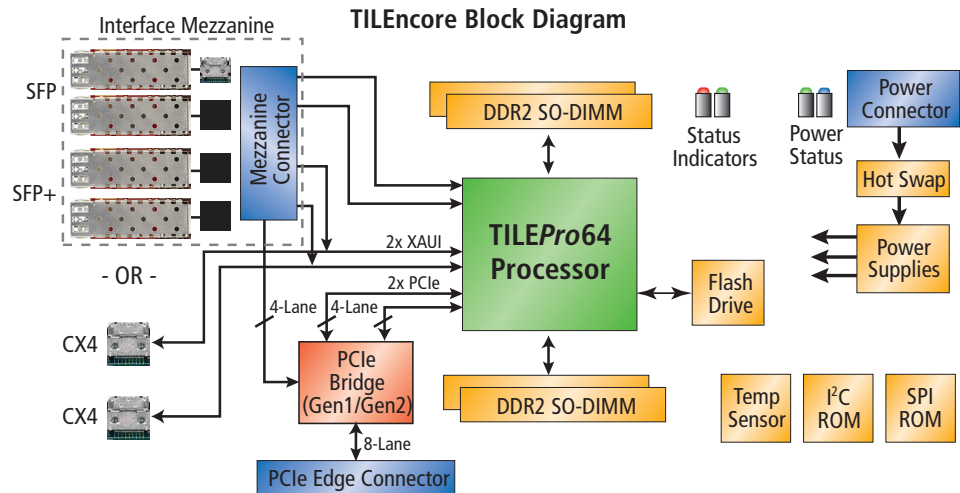 TILEncore Block Diagram
Interface Mezzanine
SFP
SFP+
Mezzanine
Connector
DDR2 SO-DIMM
Status
Indicators
Power
Status
Power
Connector
Hot Swap
Power
Supplies
TILEPro64
Processor
Flash
Drive
2x XAUI
2x PCIe
- OR -
4-Lane
4-Lane
CX4
CX4
PCIe
Bridge
(Gen1/Gen2)
8-Lane
PCIe Edge Connector
DDR2 SO-DIMM
Temp
Sensor
I²C
ROM
SPI
ROM